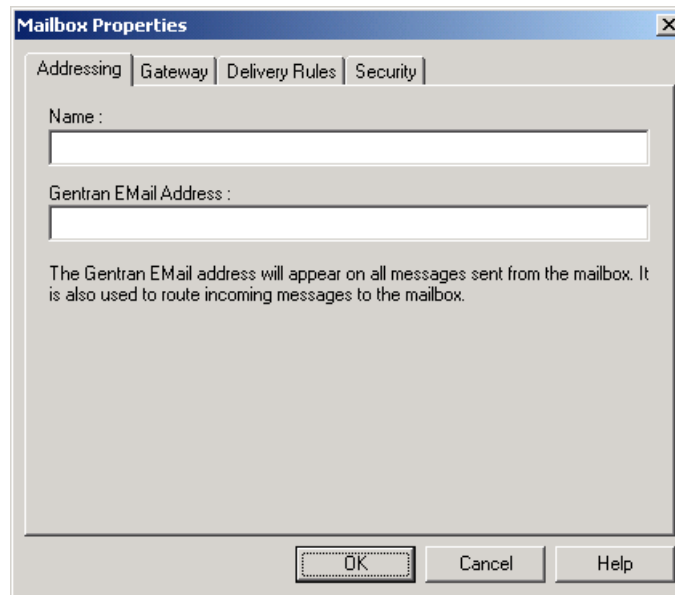 Mailbox Properties
Addressing Gateway Delivery Rules Security
Name :
Gentran EMail Address :
The Gentran EMail address will appear on all messages sent from the mailbox. It
is also used to route incoming messages to the mailbox.
OK Cancel Help